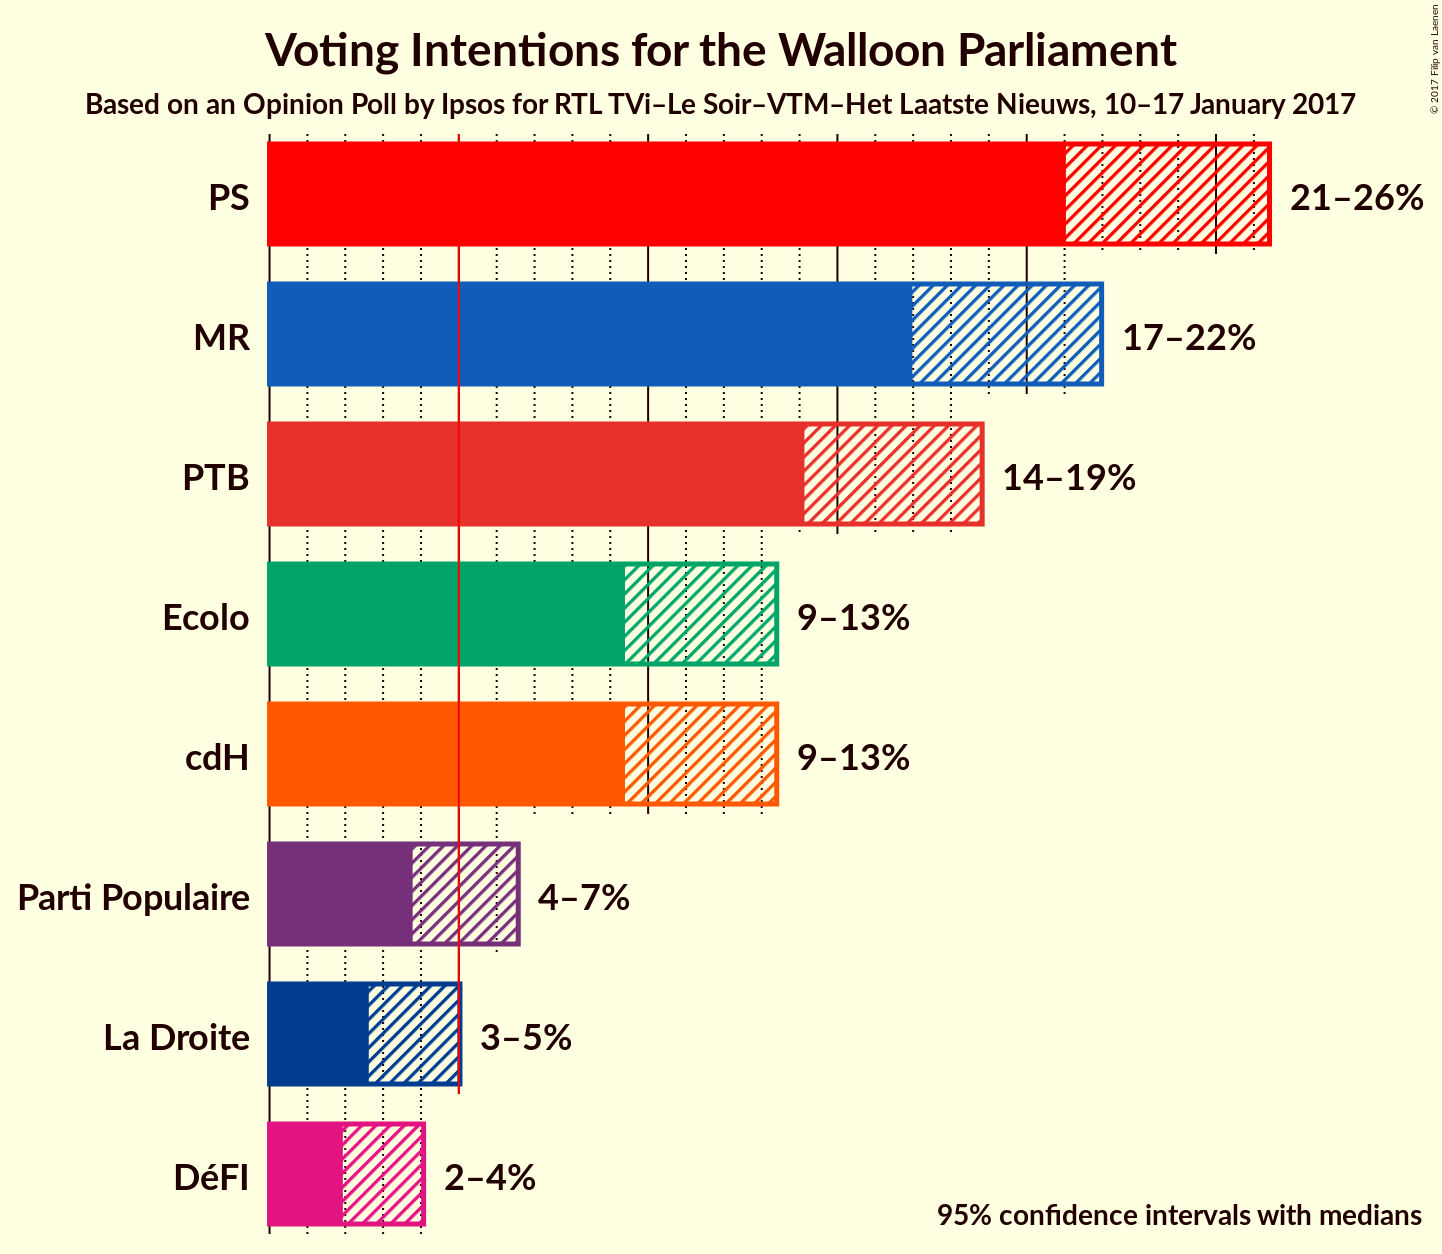 Voting Intentions for the Walloon Parliament
Based on an Opinion Poll by Ipsos for RTL TVi–Le Soir–VTM–Het Laatste Nieuws, 10–17 January 2017
© 2017 Filip van Laenen
PS 21–26%
MR 17–22%
PTB 14–19%
Ecolo 9–13%
cdH 9–13%
Parti Populaire 4–7%
La Droite 3–5%
DéFI 2–4%
95% confidence intervals with medians